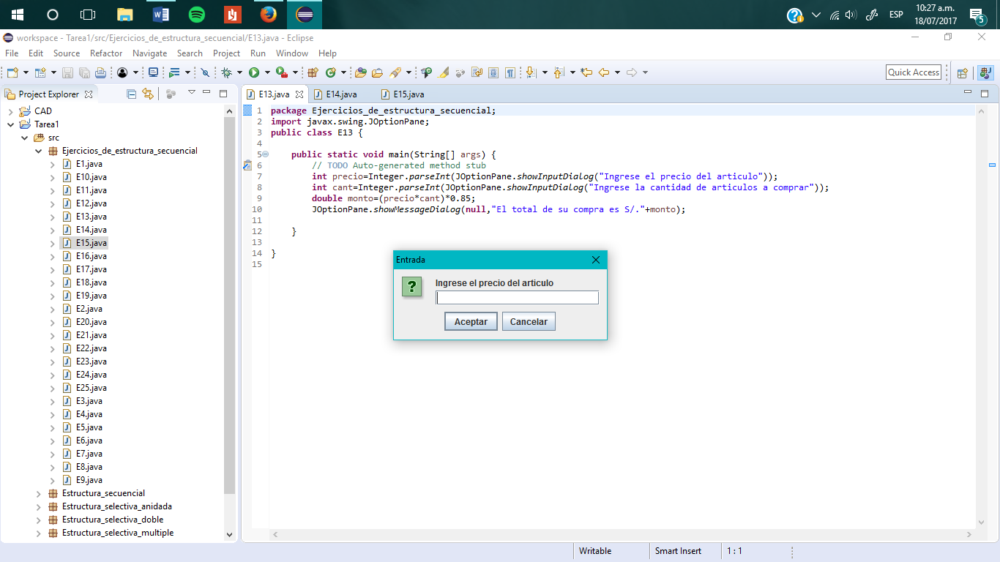 10:27 a.m.
ESP
18/07/2017
5
workspace - Tarea1/src/Ejercicios_de_estructura_secuencial/E13.java - Eclipse
File Edit Source Refactor Navigate Search Project Run Window Help
Quick Access
Project Explorer
CAD
Tarea1
src
Ejercicios_de_estructura_secuencial
E1.java
E10.java
E11.java
E12.java
E13.java
E14.java
E15.java
E16.java
E17.java
E18.java
E19.java
E2.java
E20.java
E21.java
E22.java
E23.java
E24.java
E25.java
E3.java
E4.java
E5.java
E6.java
E7.java
E8.java
E9.java
Estructura_secuencial
Estructura_selectiva_anidada
Estructura_selectiva_doble
Estructura_selectiva_multiple
E13.java E14.java E15.java
1 package Ejercicios_de_estructura_secuencial;
2 import javax.swing.JOptionPane;
3 public class E13 {
4
5 public static void main(String[] args) {
6 // TODO Auto-generated method stub
7 int precio=Integer.parseInt(JOptionPane.showInputDialog("Ingrese el precio del articulo"));
8 int cant=Integer.parseInt(JOptionPane.showInputDialog("Ingrese la cantidad de articulos a comprar"));
9 double monto=(precio*cant)*0.85;
10 JOptionPane.showMessageDialog(null,"El total de su compra es S/."+monto);
11
12 }
13
14 }
15
Entrada
Ingrese el precio del articulo
Aceptar Cancelar
Writable Smart Insert 1 : 1